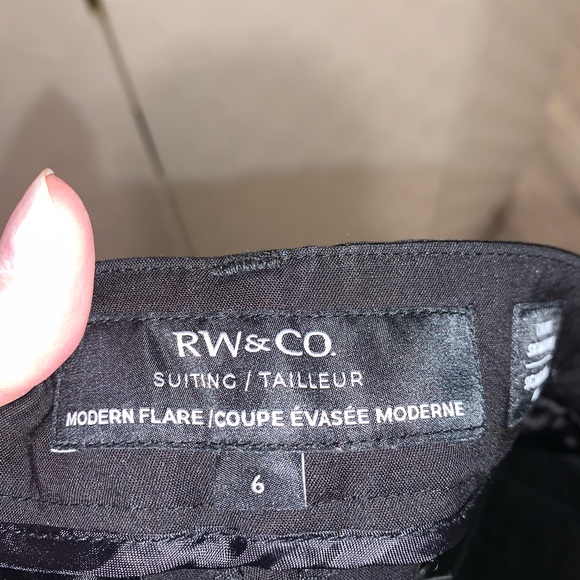 RW&CO.
SUITING / TAILLEUR
MODERN FLARE / COUPE ÉVASÉE MODERNE
6